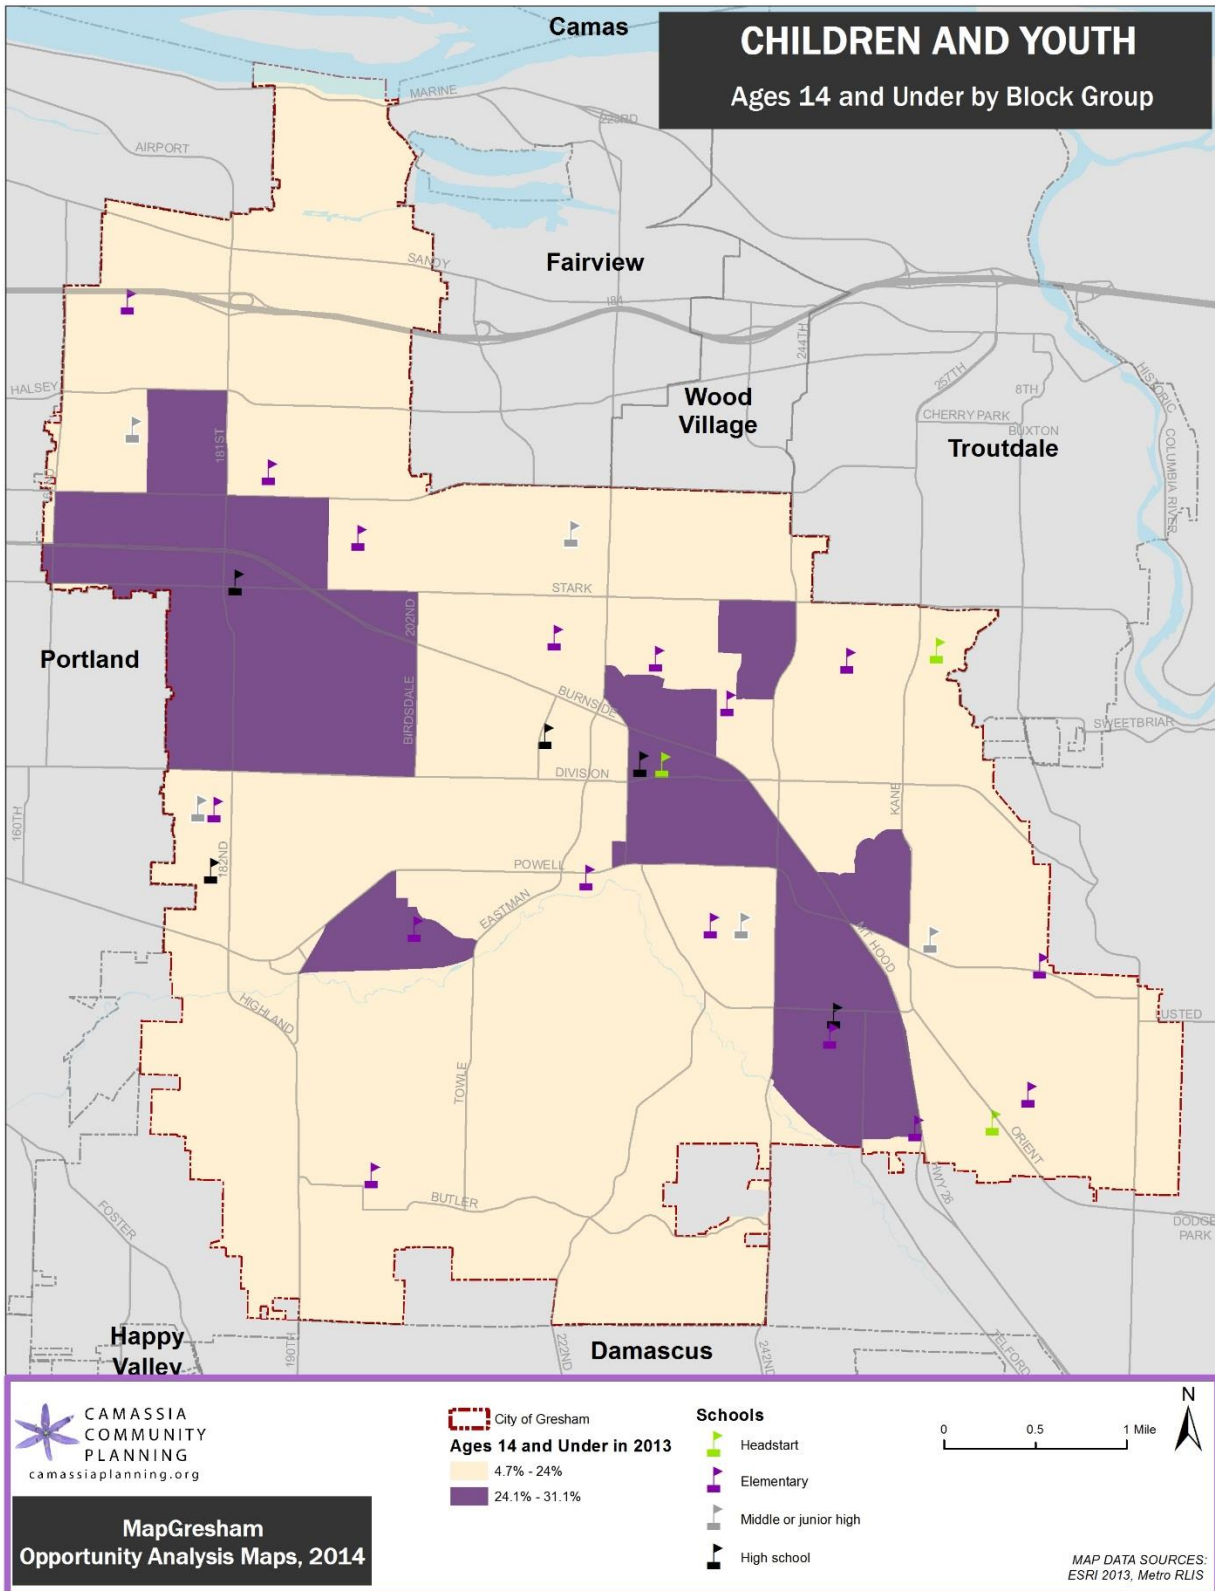 CHILDREN AND YOUTH
Ages 14 and Under by Block Group
Camas
MARINE
223RD
AIRPORT
SANDY
Fairview
I84
244TH
HALSEY
257TH
8TH
HISTORIC
COLUMBIA RIVER
Wood
Village
CHERRY PARK
BUXTON
Troutdale
181ST
STARK
202ND
Portland
BIRDSDALE
BURNSIDE
SWEETBRIAR
DIVISION
KANE
160TH
182ND
POWELL
EASTMAN
MT HOOD
HIGHLAND
LUSTED
TOWLE
ORIENT
HWY 26
BUTLER
FOSTER
DODGE
PARK
Happy
Valley
190TH
222ND
Damascus
242ND
TELFORD
CAMASSIA
COMMUNITY
PLANNING
camassiaplanning.org
MapGresham
Opportunity Analysis Maps, 2014
City of Gresham
Ages 14 and Under in 2013
4.7% - 24%
24.1% - 31.1%
Schools
Headstart
Elementary
Middle or junior high
High school
0 0.5 1 Mile
N
MAP DATA SOURCES:
ESRI 2013, Metro RLIS